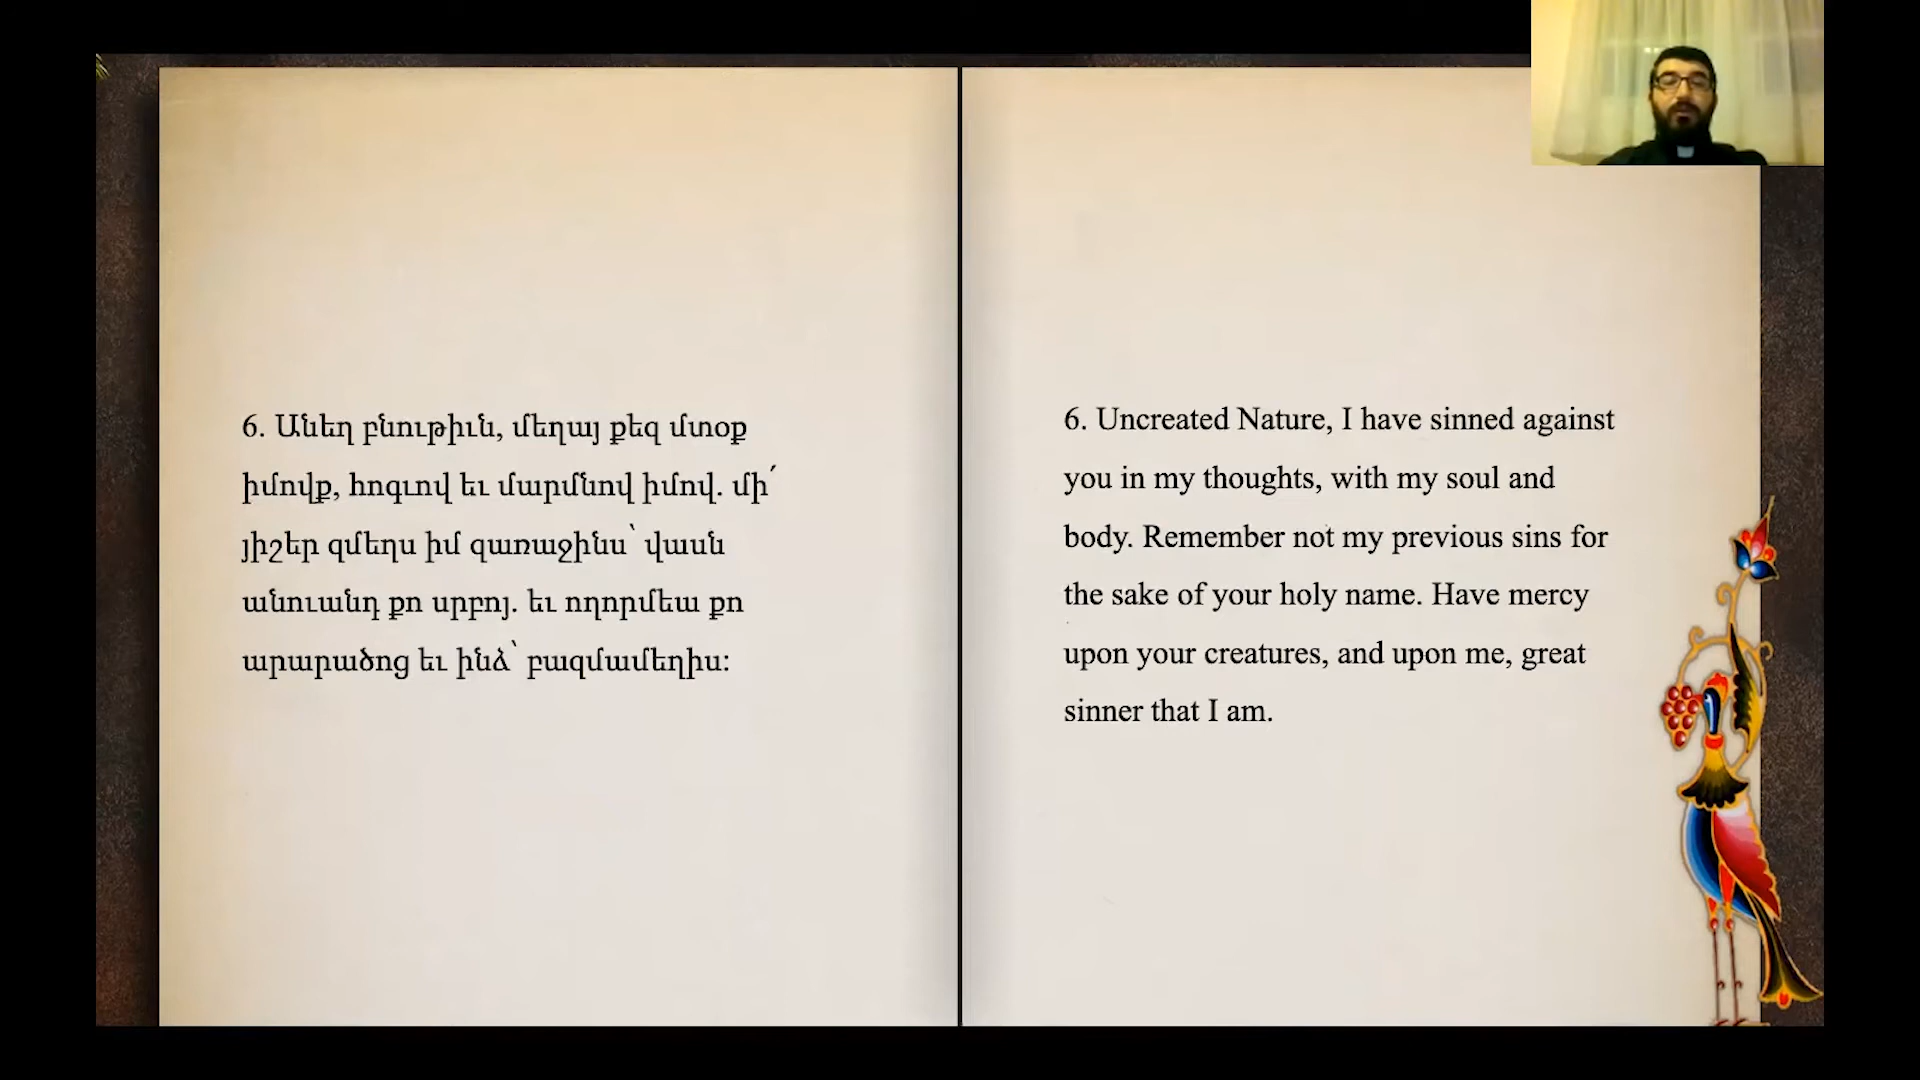 6. Անեղ բնութիւն, մեղայ քեզ մտօք
իմովք, հոգւով եւ մարմնով իմով. մի՛
յիշեր զմեղս իմ զառաջինս՝ վասն
անուանդ քո սրբոյ. եւ ողորմեա քո
արարածոց եւ ինձ՝ բազմամեղիս։
6. Uncreated Nature, I have sinned against
you in my thoughts, with my soul and
body. Remember not my previous sins for
the sake of your holy name. Have mercy
upon your creatures, and upon me, great
sinner that I am.